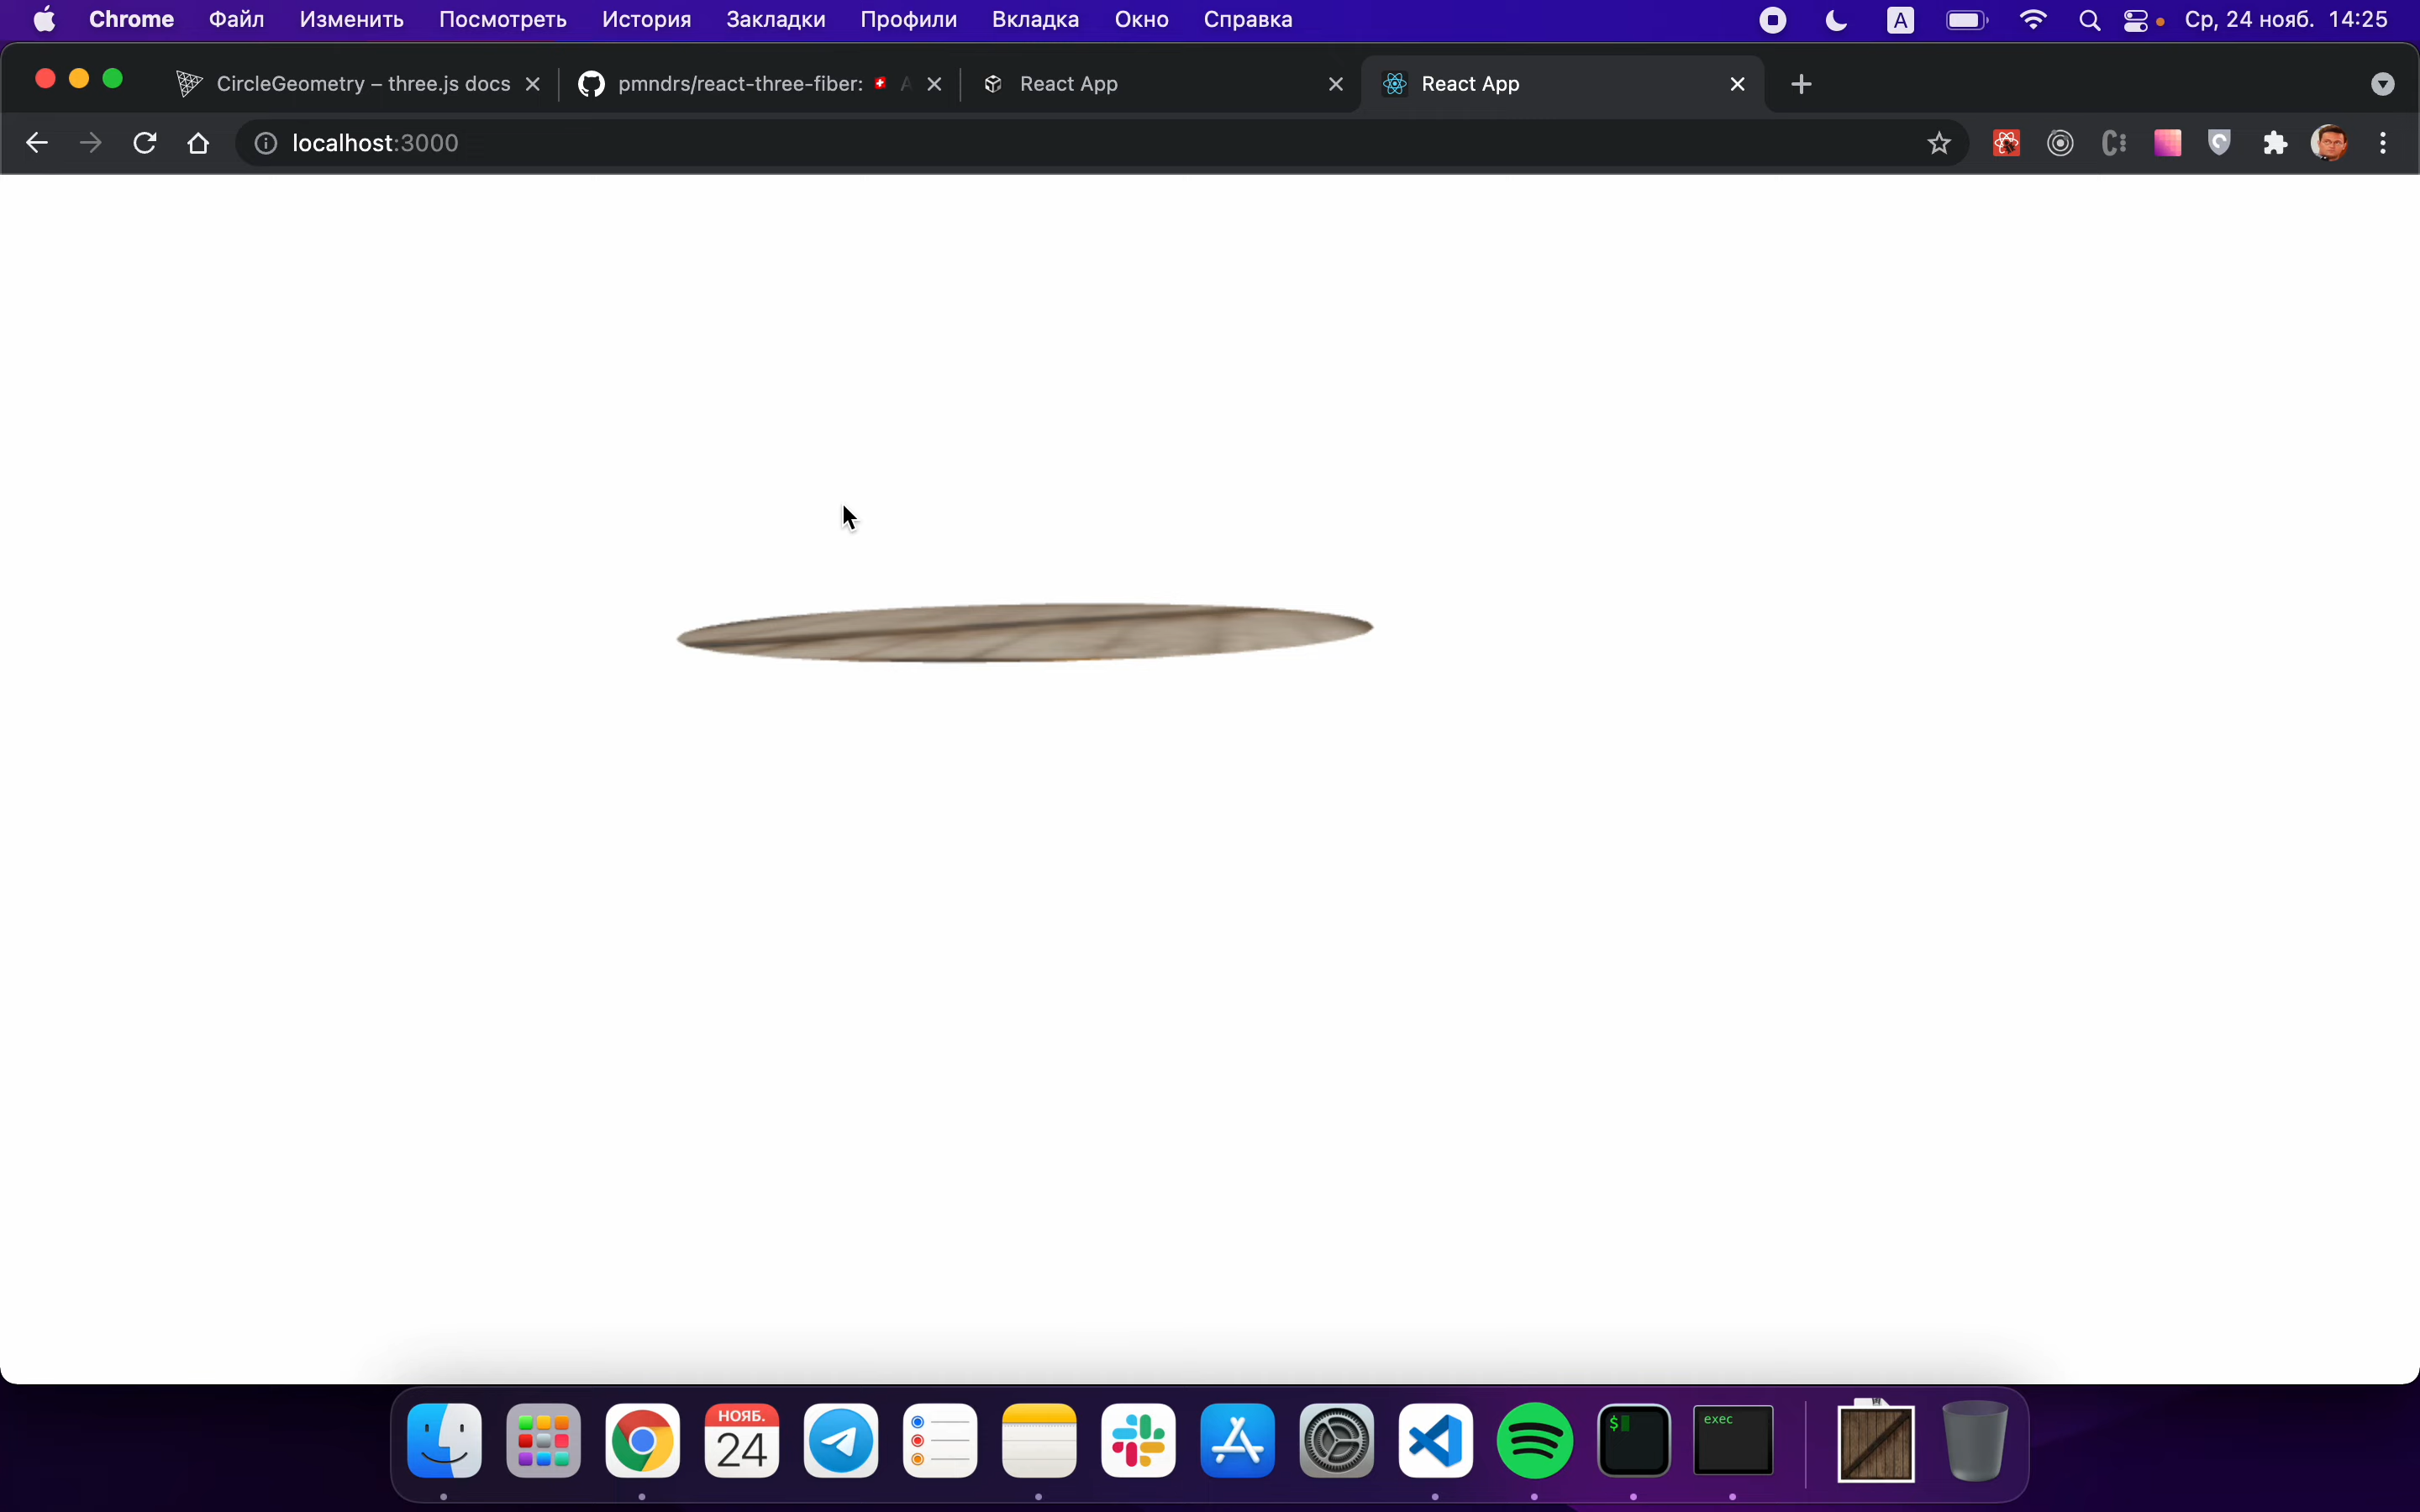 Chrome Файл Изменить Посмотреть История Закладки Профили Вкладка Окно Справка A Ср, 24 нояб. 14:25
CircleGeometry – three.js docs pmndrs/react-three-fiber: A React App React App
localhost:3000
НОЯБ.
24
$
exec